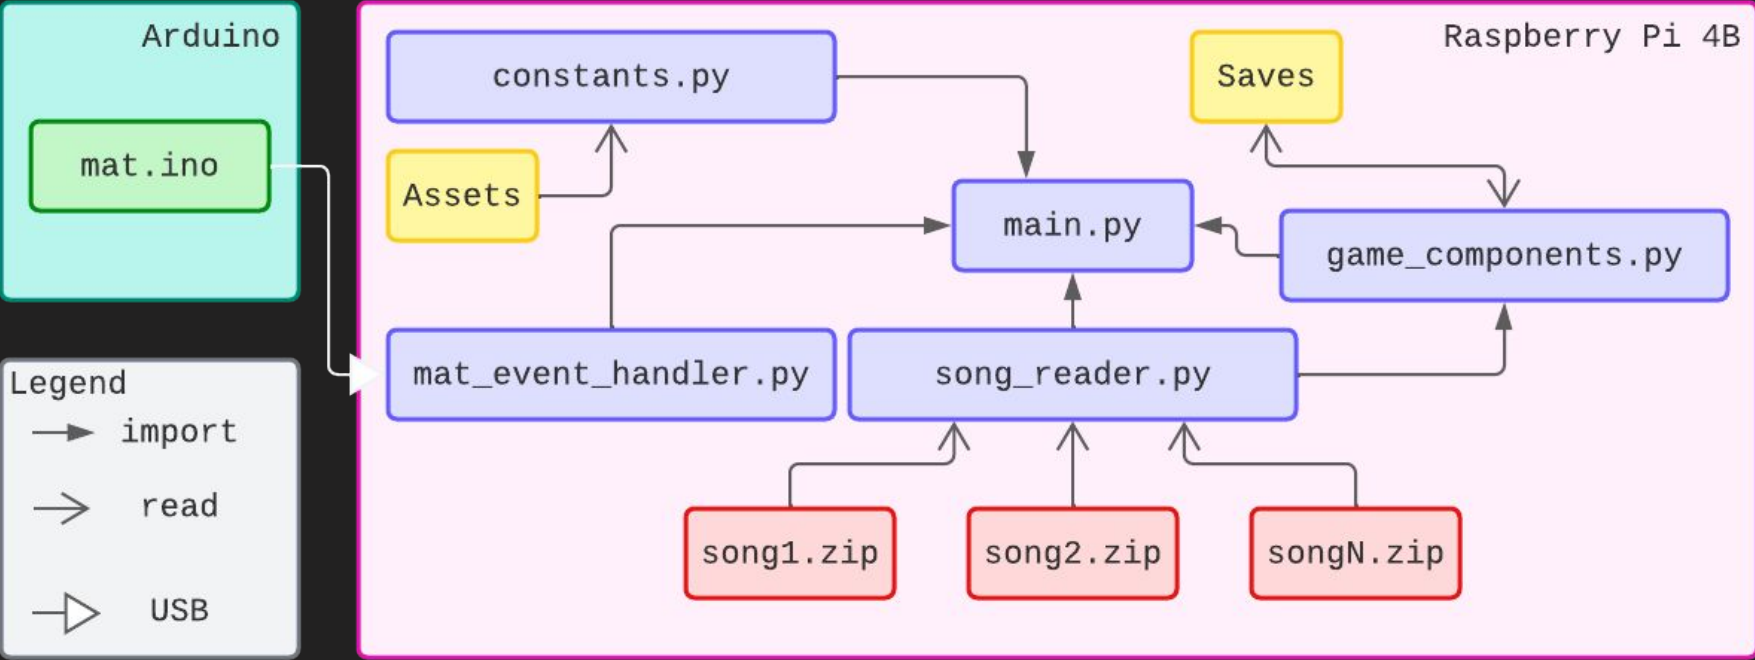 Arduino
mat.ino
Legend
import
read
USB
Raspberry Pi 4B
constants.py
Saves
Assets
main.py
game_components.py
mat_event_handler.py
song_reader.py
song1.zip
song2.zip
songN.zip